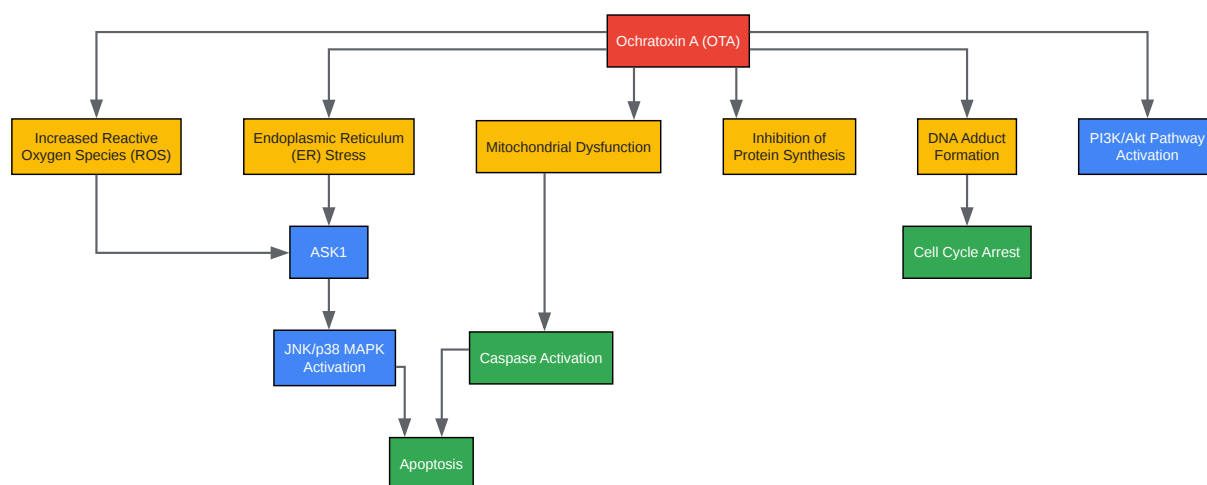 Ochratoxin A (OTA)
Increased Reactive
Oxygen Species (ROS)
Endoplasmic Reticulum
(ER) Stress
Mitochondrial Dysfunction
Inhibition of
Protein Synthesis
DNA Adduct
Formation
PI3K/Akt Pathway
Activation
ASK1
Cell Cycle Arrest
JNK/p38 MAPK
Activation
Caspase Activation
Apoptosis